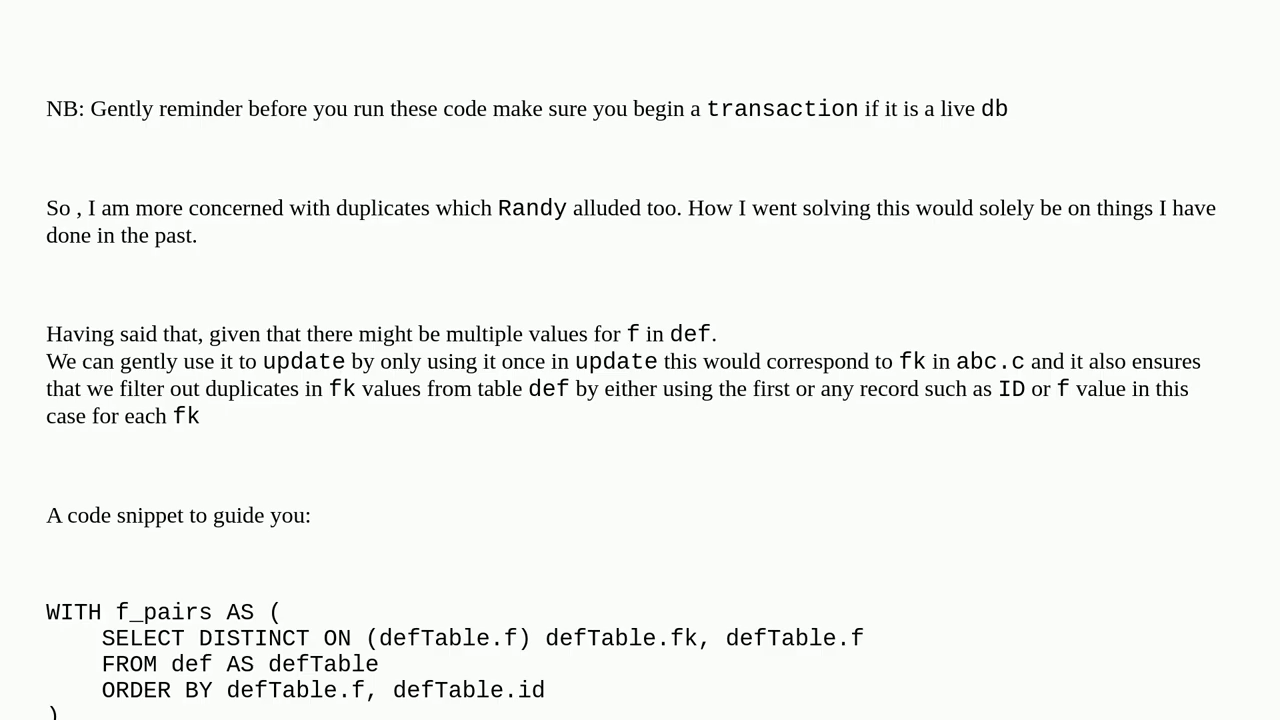 NB: Gently reminder before you run these code make sure you begin a transaction if it is a live db
So , I am more concerned with duplicates which Randy alluded too. How I went solving this would solely be on things I have
done in the past.
Having said that, given that there might be multiple values for f in def.
We can gently use it to update by only using it once in update this would correspond to fk in abc.c and it also ensures
that we filter out duplicates in fk values from table def by either using the first or any record such as ID or f value in this
case for each fk
A code snippet to guide you:
WITH f_pairs AS (
    SELECT DISTINCT ON (defTable.f) defTable.fk, defTable.f
    FROM def AS defTable
    ORDER BY defTable.f, defTable.id
)